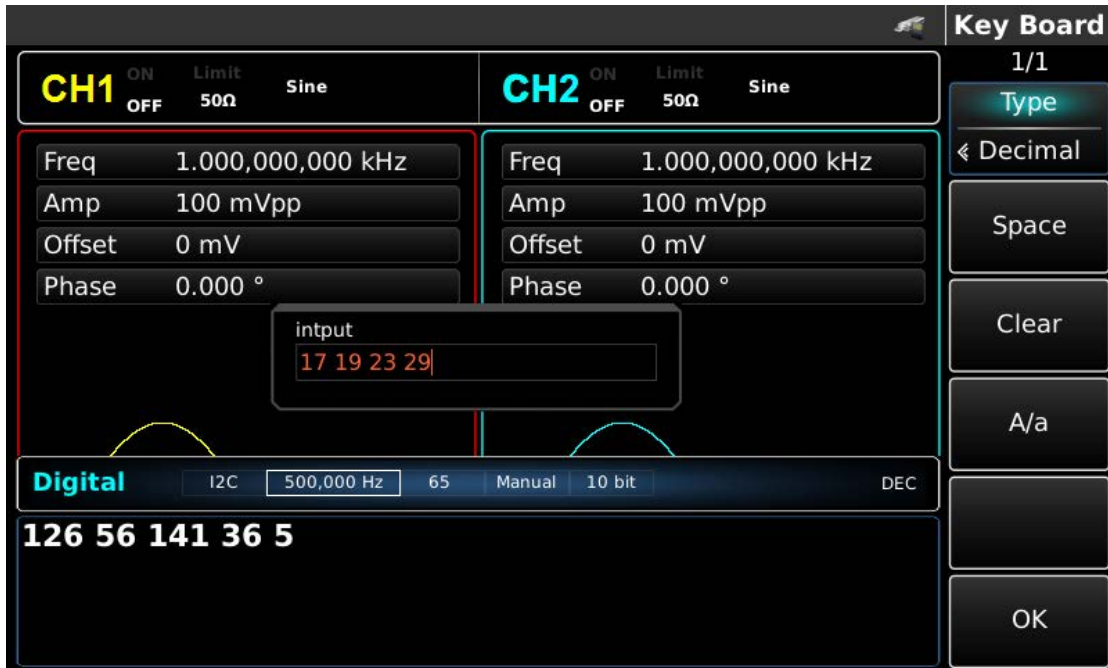 Key Board
1/1
CH1 ON OFF Limit 50Ω Sine
CH2 ON OFF Limit 50Ω Sine
Type
« Decimal
Freq 1.000,000,000 kHz
Amp 100 mVpp
Offset 0 mV
Phase 0.000 °
Freq 1.000,000,000 kHz
Amp 100 mVpp
Offset 0 mV
Phase 0.000 °
intput
17 19 23 29
Space
Clear
A/a
Digital I2C 500,000 Hz 65 Manual 10 bit DEC
126 56 141 36 5
OK